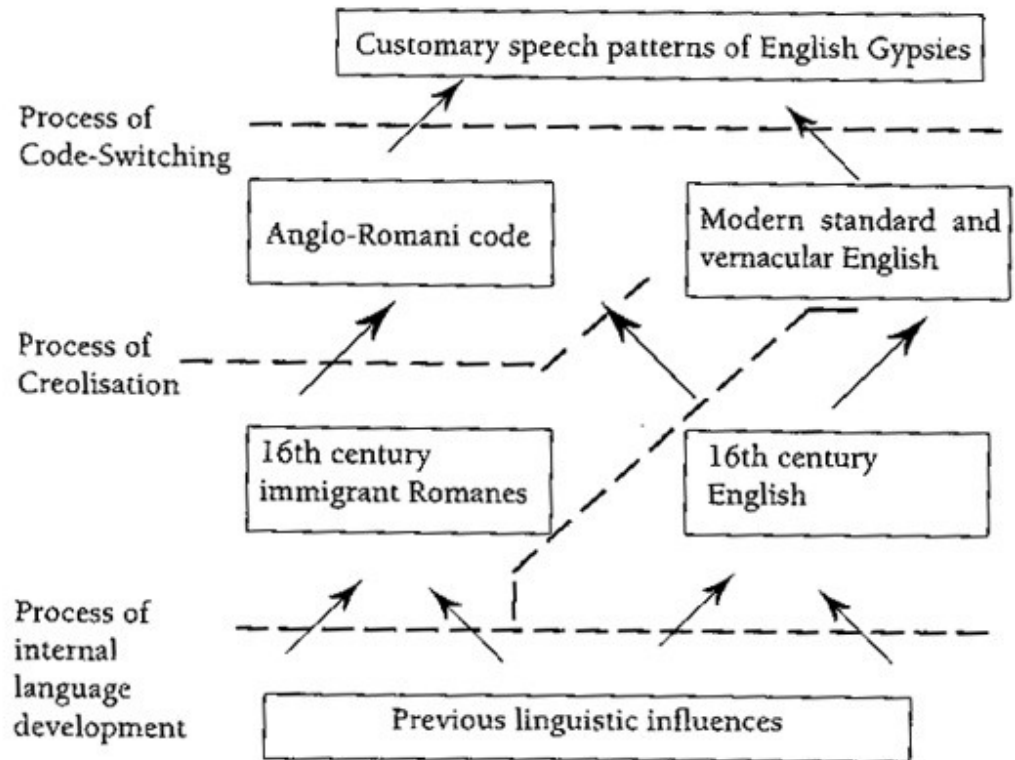 Customary speech patterns of English Gypsies
Process of
Code-Switching
Anglo-Romani code
Modern standard and
vernacular English
Process of
Creolisation
16th century
immigrant Romanes
16th century
English
Process of
internal
language
development
Previous linguistic influences